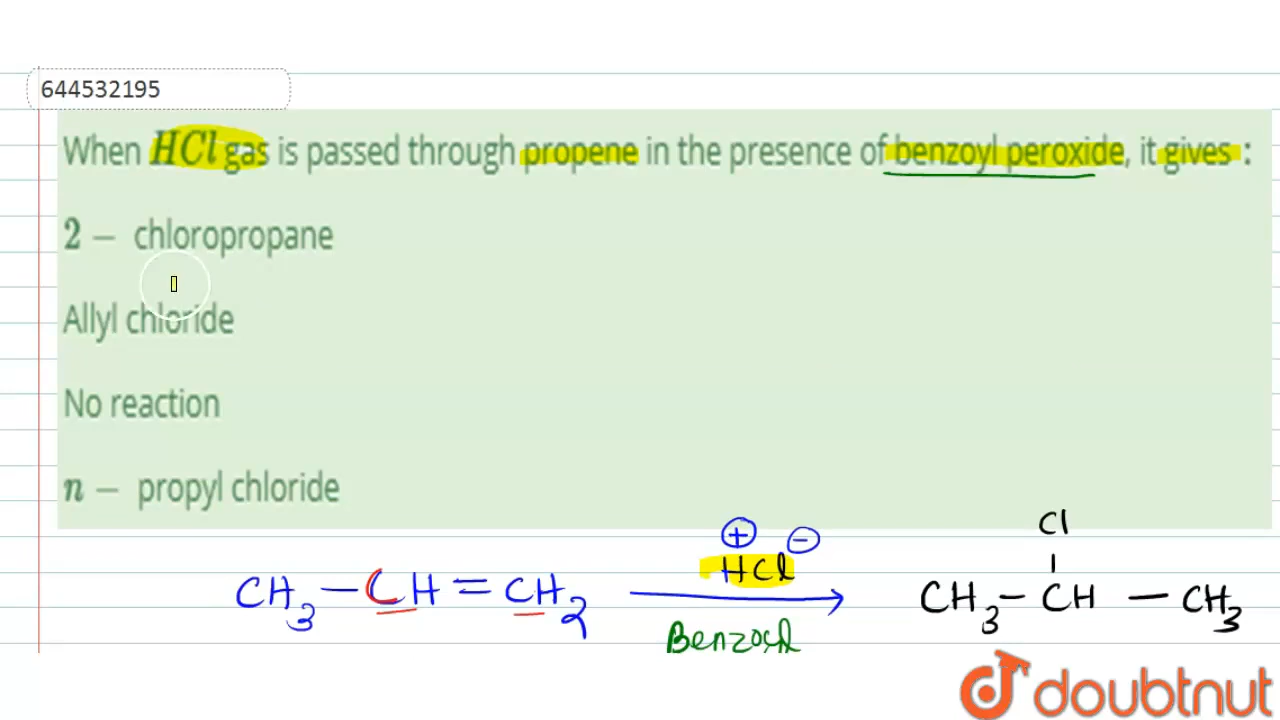 644532195
When HCl gas is passed through propene in the presence of benzoyl peroxide, it gives :
2 − chloropropane
Allyl chloride
No reaction
n − propyl chloride
CH₃ − CH = CH₂ ⊕ ⊖ HCl Benzoyl Cl CH₃ − CH − CH₃
doubtnut